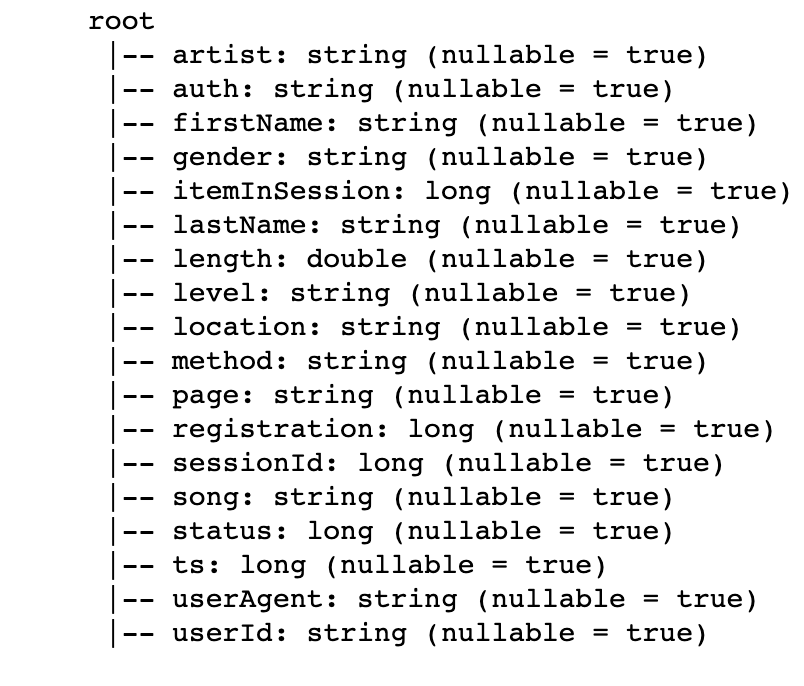 root
 |-- artist: string (nullable = true)
 |-- auth: string (nullable = true)
 |-- firstName: string (nullable = true)
 |-- gender: string (nullable = true)
 |-- itemInSession: long (nullable = true)
 |-- lastName: string (nullable = true)
 |-- length: double (nullable = true)
 |-- level: string (nullable = true)
 |-- location: string (nullable = true)
 |-- method: string (nullable = true)
 |-- page: string (nullable = true)
 |-- registration: long (nullable = true)
 |-- sessionId: long (nullable = true)
 |-- song: string (nullable = true)
 |-- status: long (nullable = true)
 |-- ts: long (nullable = true)
 |-- userAgent: string (nullable = true)
 |-- userId: string (nullable = true)